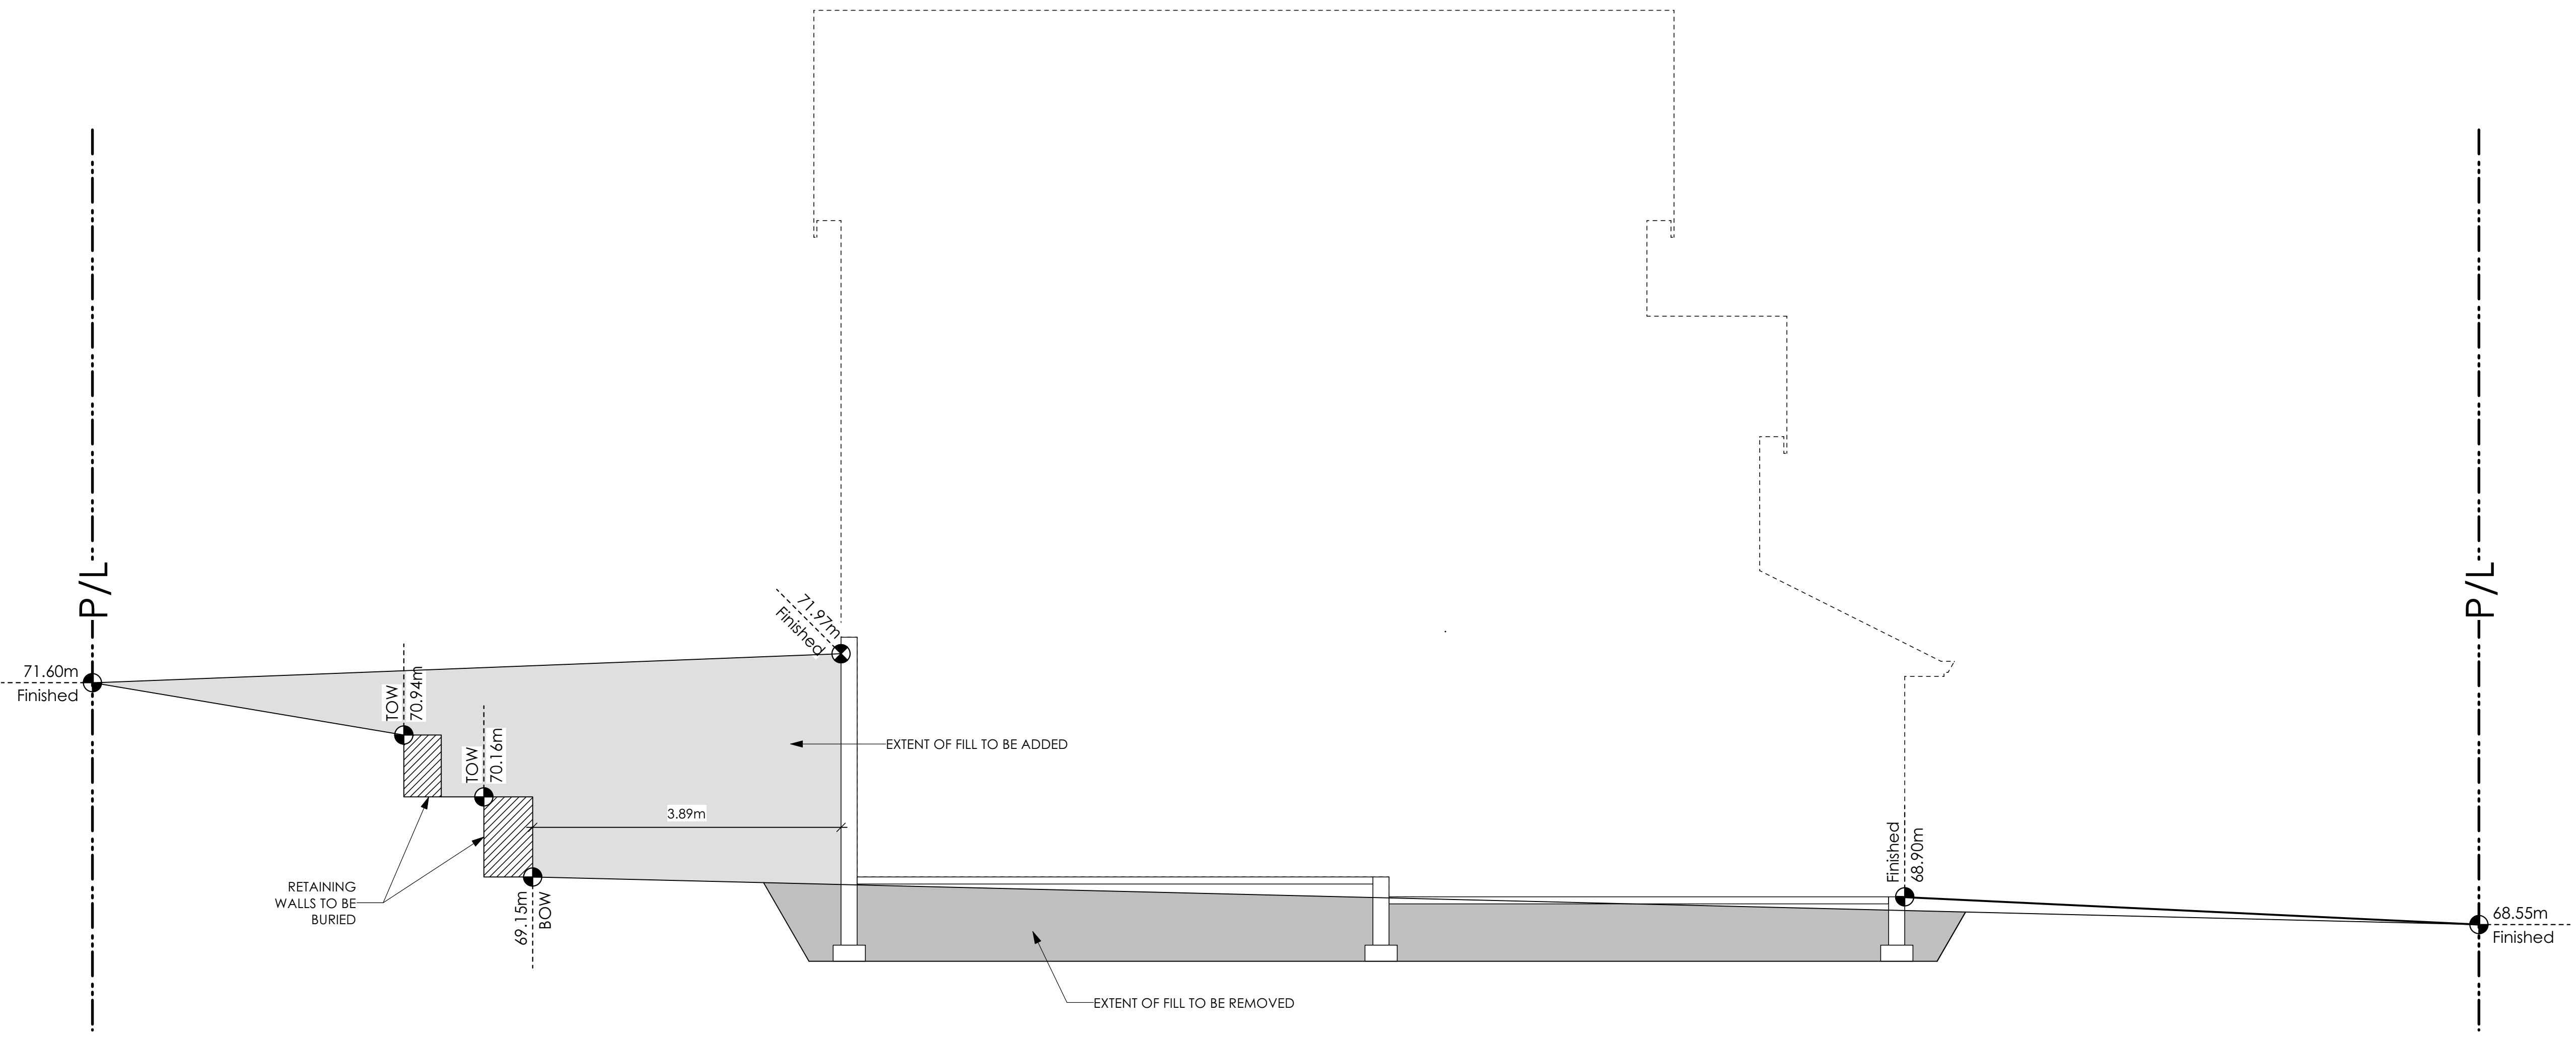 P/L
P/L
71.97m
Finished
71.60m
Finished
TOW
70.94m
TOW
70.16m
EXTENT OF FILL TO BE ADDED
3.89m
Finished
68.90m
RETAINING
WALLS TO BE
BURIED
69.15m
BOW
68.55m
Finished
EXTENT OF FILL TO BE REMOVED